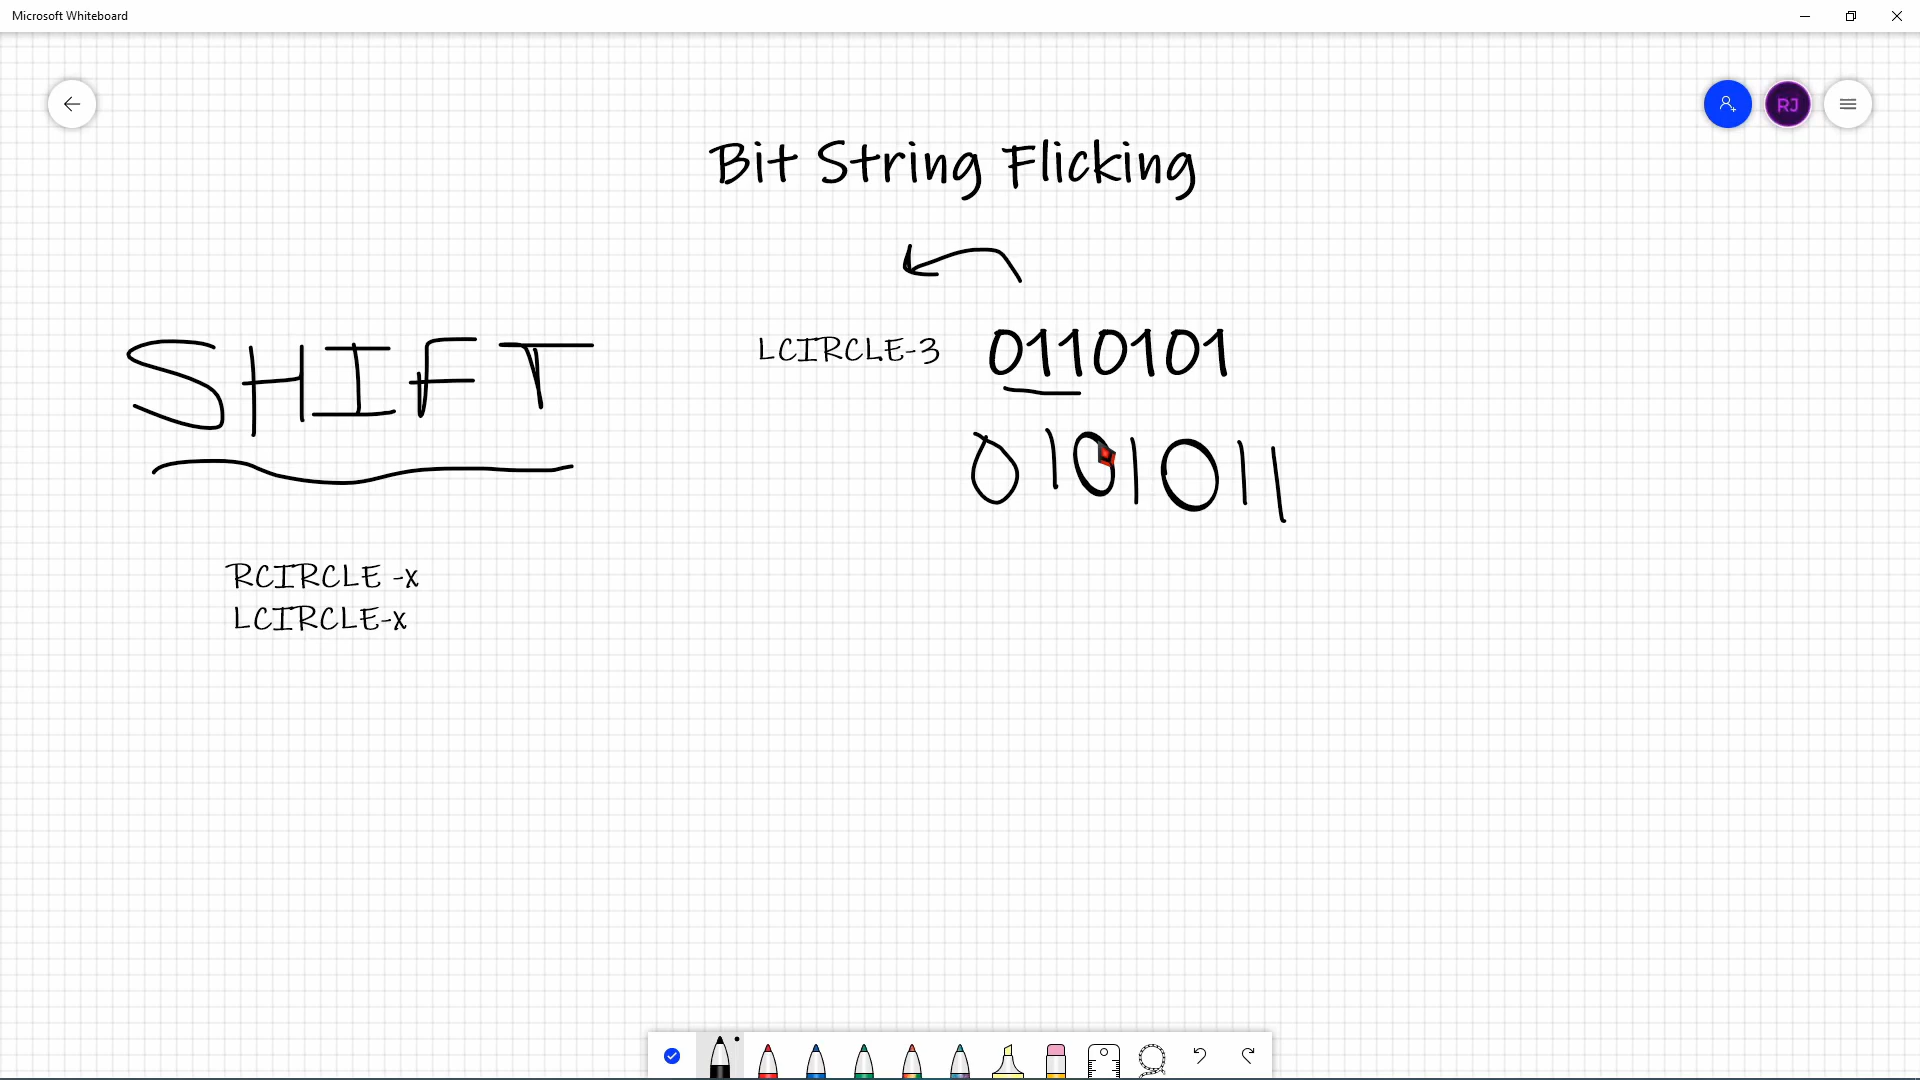 Microsoft Whiteboard
RJ
Bit String Flicking
SHIFT
LCIRCLE-3 0110101
0101011
RCIRCLE -x
LCIRCLE-x